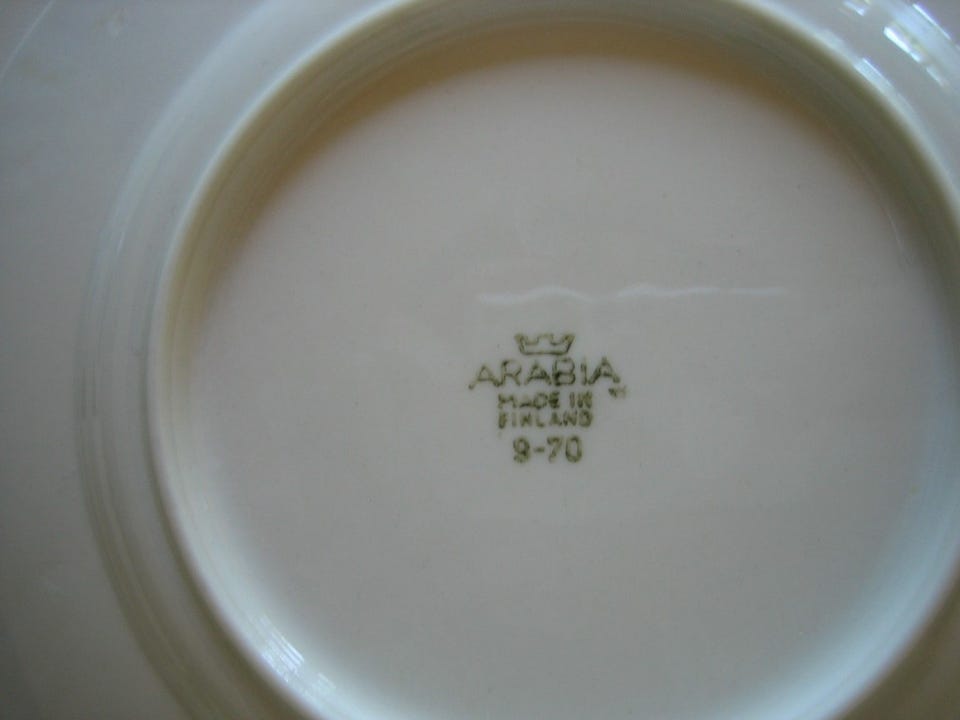 ARABIA
MADE IN
FINLAND
9-70